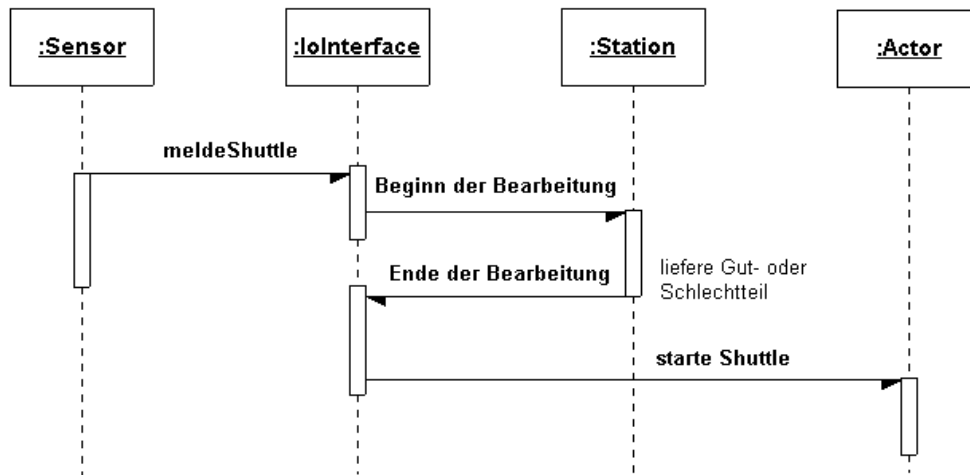 :Sensor
:IoInterface
:Station
:Actor
meldeShuttle
Beginn der Bearbeitung
Ende der Bearbeitung
liefere Gut- oder
Schlechtteil
starte Shuttle